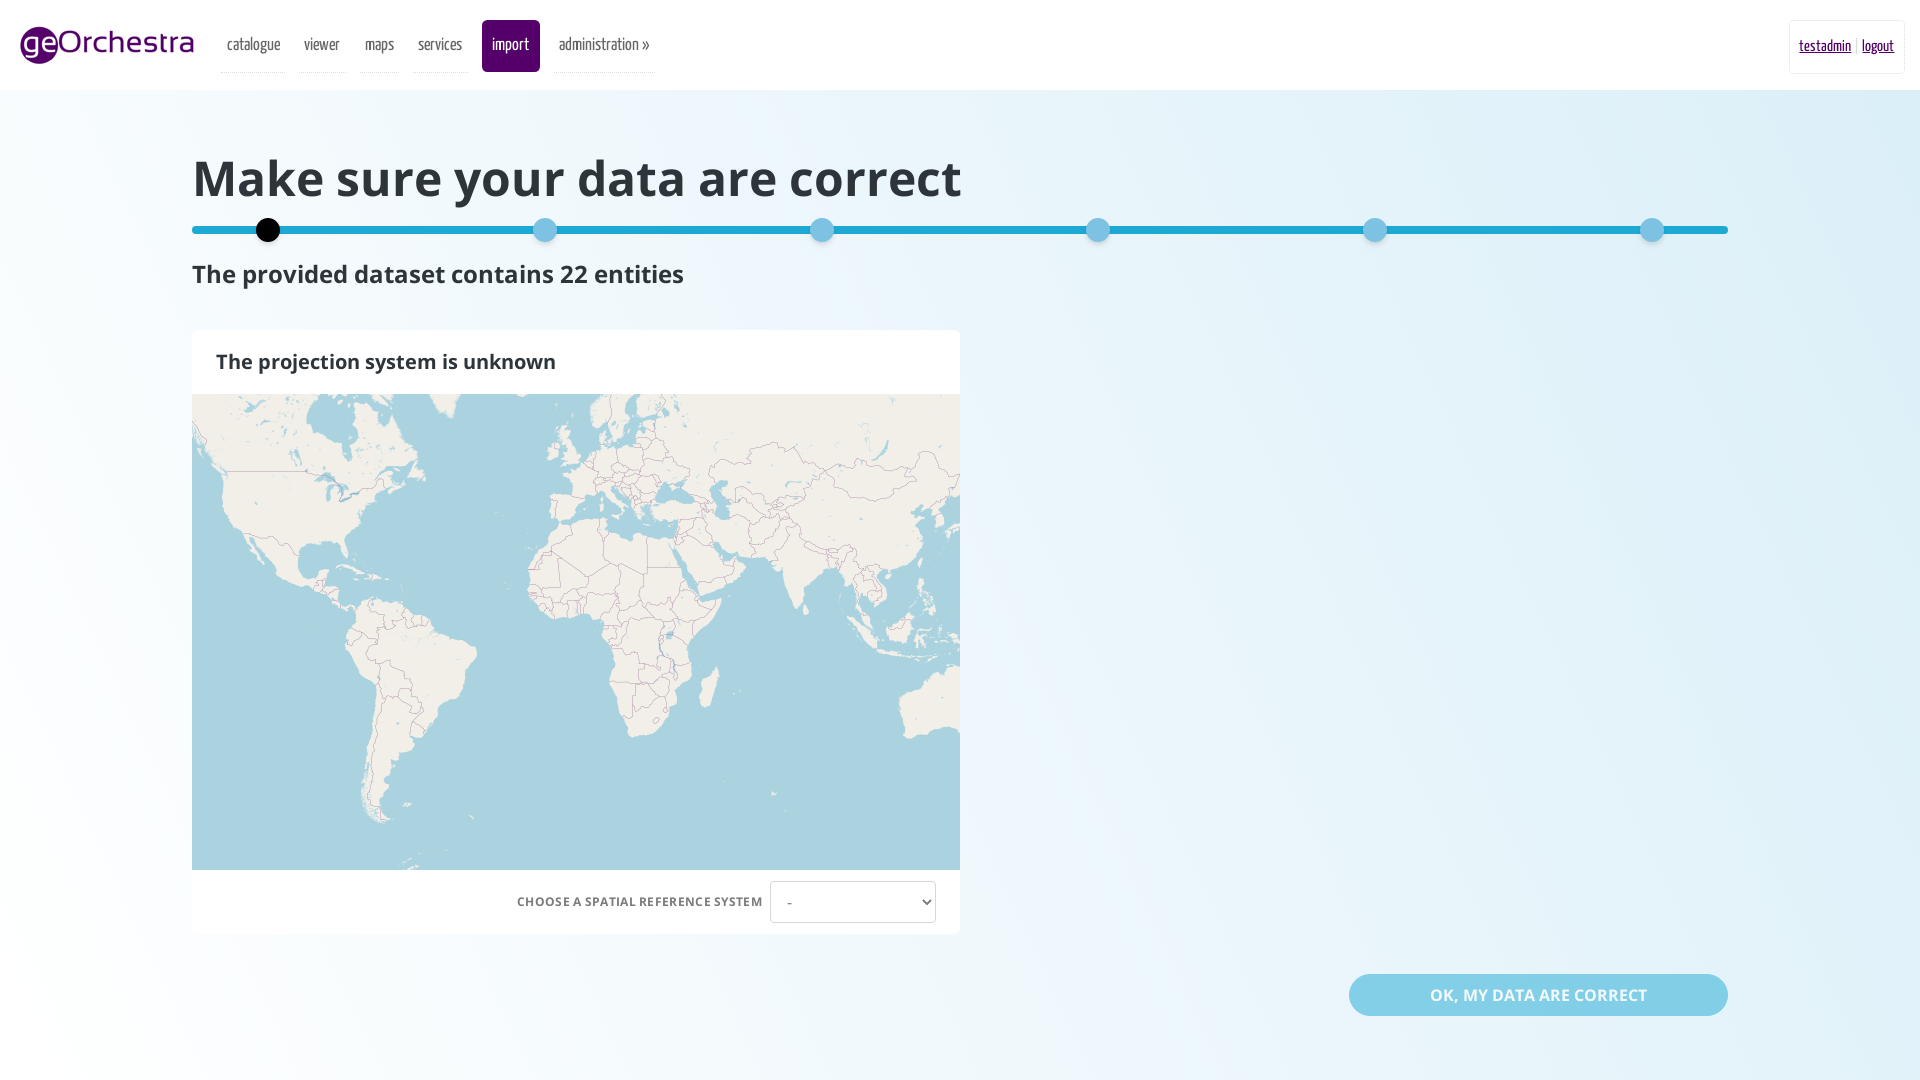 geOrchestra catalogue viewer maps services import administration » testadmin | logout
Make sure your data are correct
The provided dataset contains 22 entities
The projection system is unknown
CHOOSE A SPATIAL REFERENCE SYSTEM -
OK, MY DATA ARE CORRECT